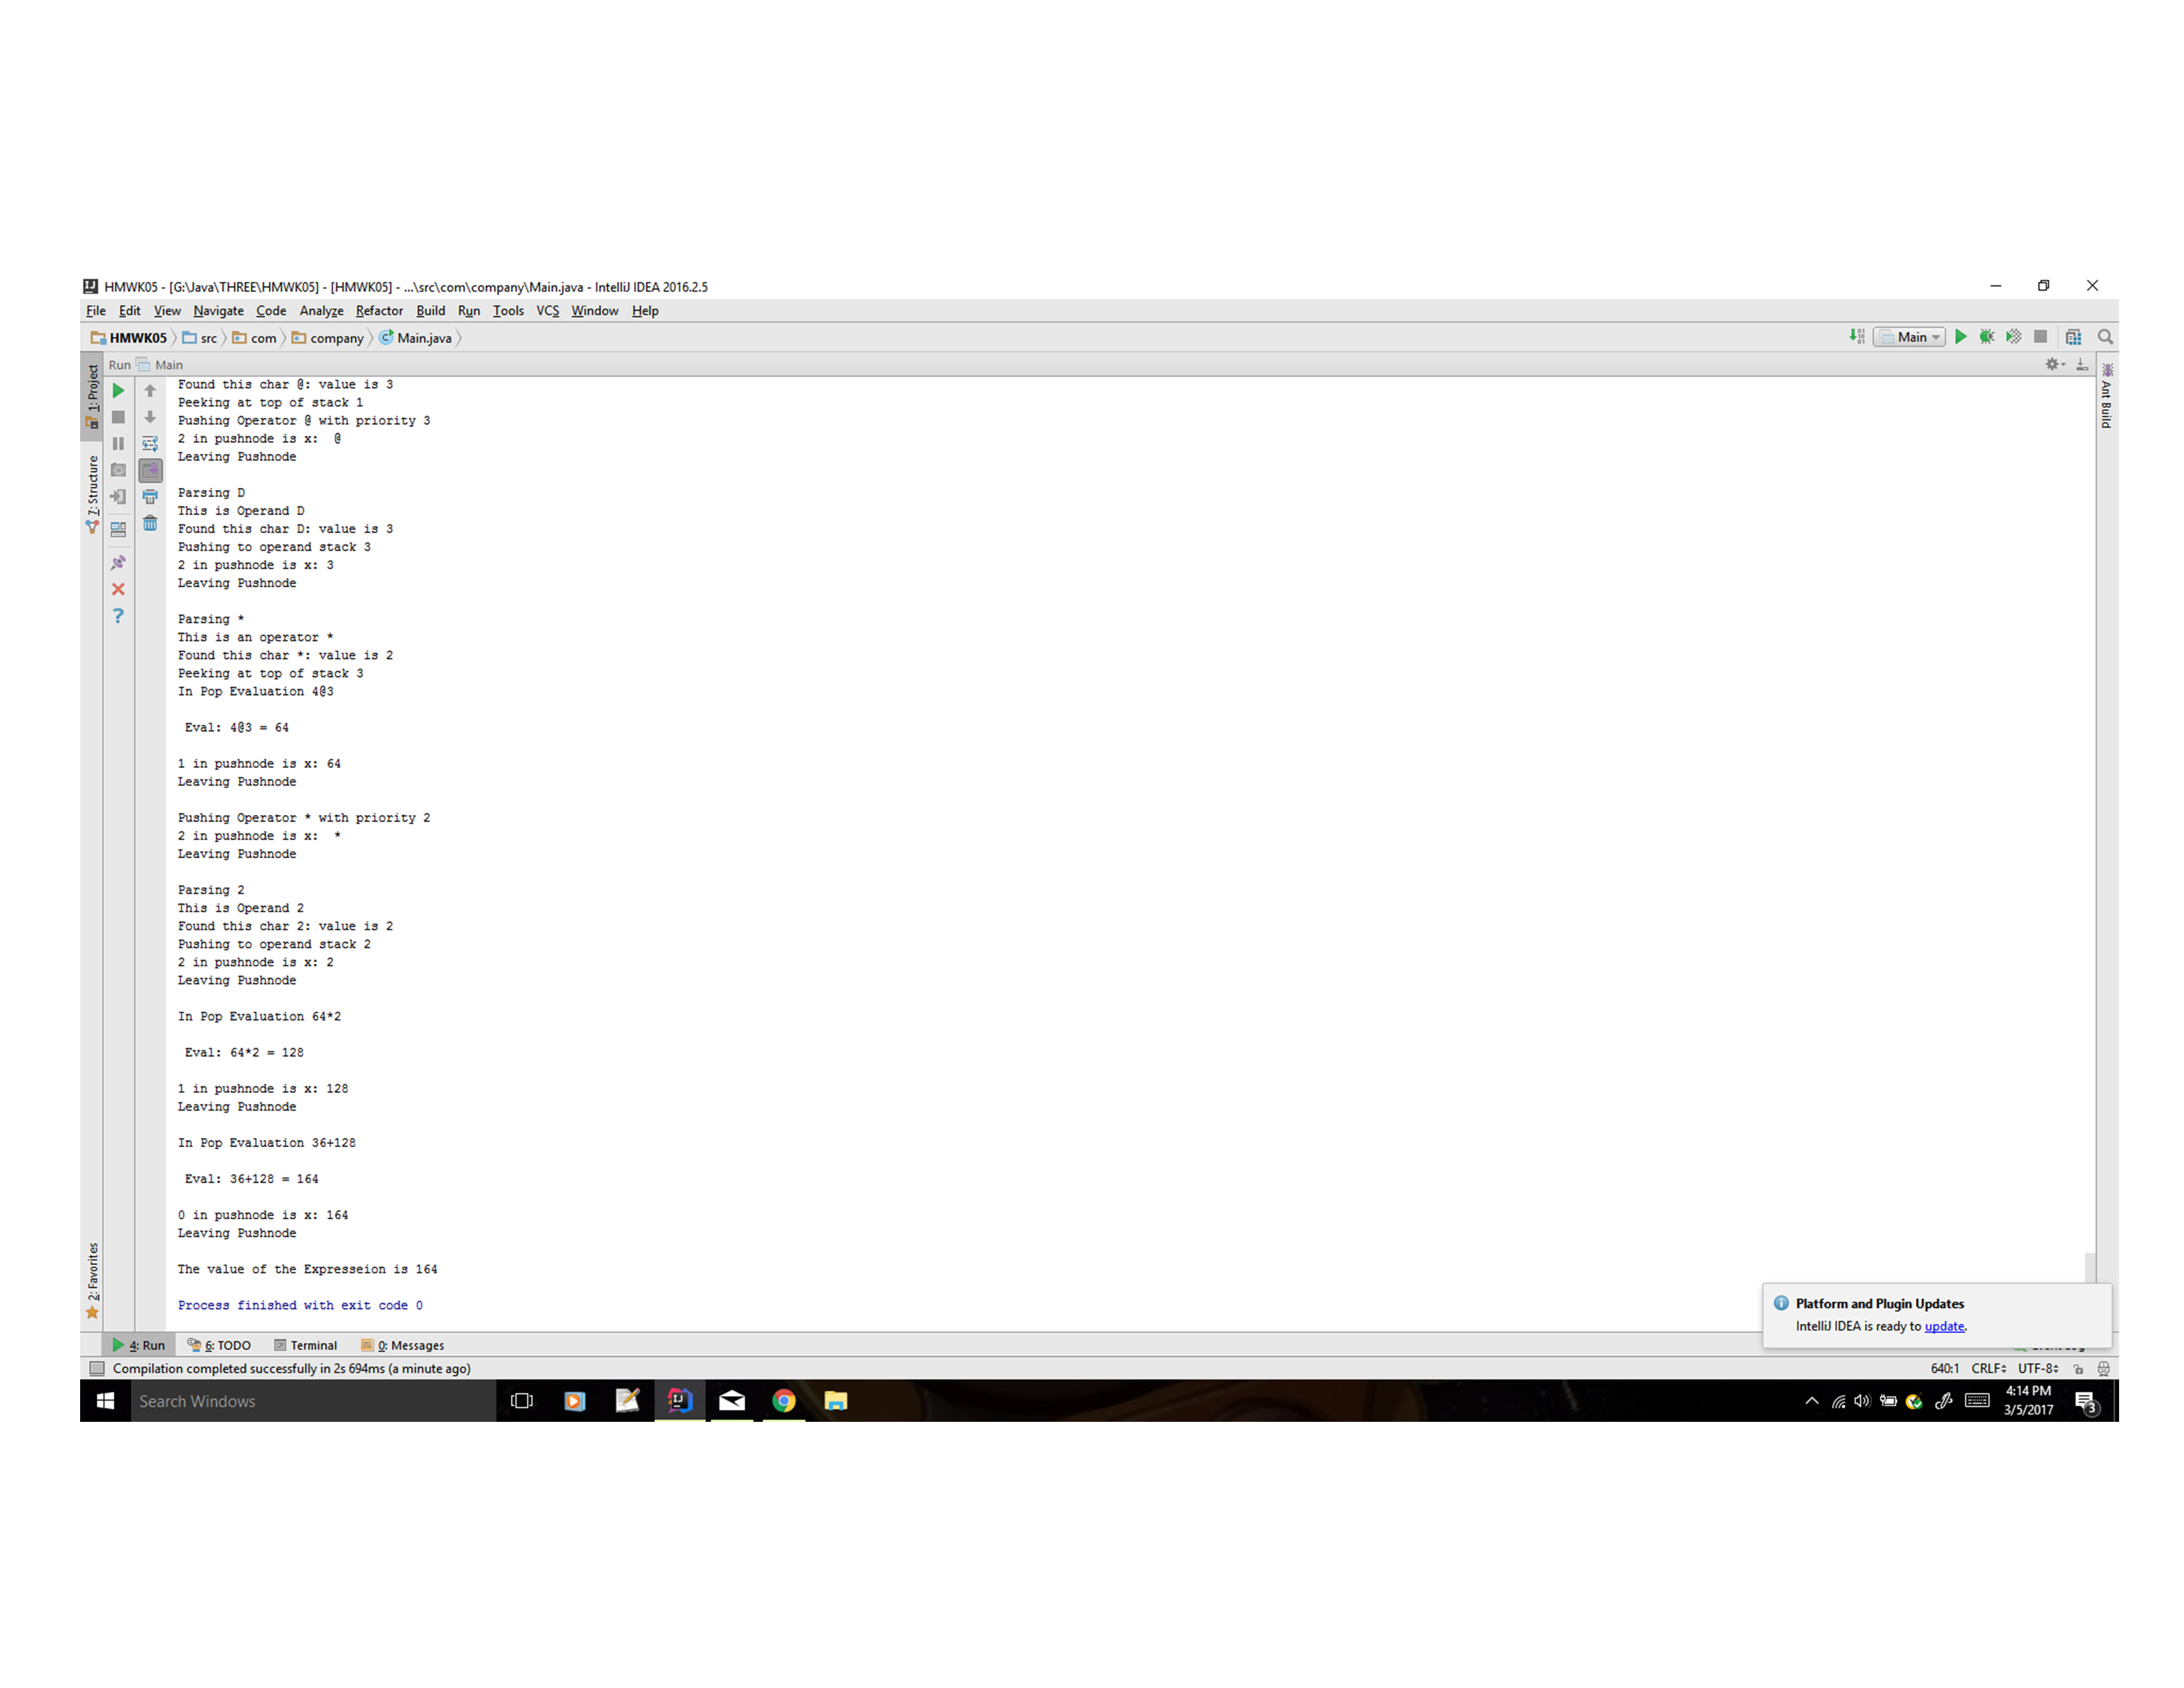 HMWK05 - [G:\Java\THREE\HMWK05] - [HMWK05] - ...\src\com\company\Main.java - IntelliJ IDEA 2016.2.5
File Edit View Navigate Code Analyze Refactor Build Run Tools VCS Window Help
HMWK05 src com company Main.java Main
Run Main
1: Project
7: Structure
2: Favorites
Ant Build
Found this char @: value is 3
Peeking at top of stack 1
Pushing Operator @ with priority 3
2 in pushnode is x:  @
Leaving Pushnode
Parsing D
This is Operand D
Found this char D: value is 3
Pushing to operand stack 3
2 in pushnode is x: 3
Leaving Pushnode
Parsing *
This is an operator *
Found this char *: value is 2
Peeking at top of stack 3
In Pop Evaluation 4@3
Eval: 4@3 = 64
1 in pushnode is x: 64
Leaving Pushnode
Pushing Operator * with priority 2
2 in pushnode is x:  *
Leaving Pushnode
Parsing 2
This is Operand 2
Found this char 2: value is 2
Pushing to operand stack 2
2 in pushnode is x: 2
Leaving Pushnode
In Pop Evaluation 64*2
Eval: 64*2 = 128
1 in pushnode is x: 128
Leaving Pushnode
In Pop Evaluation 36+128
Eval: 36+128 = 164
0 in pushnode is x: 164
Leaving Pushnode
The value of the Expresseion is 164
Process finished with exit code 0
Platform and Plugin Updates
IntelliJ IDEA is ready to update.
4: Run 6: TODO Terminal 0: Messages
Compilation completed successfully in 2s 694ms (a minute ago) 640:1 CRLF UTF-8
Search Windows
4:14 PM
3/5/2017
3